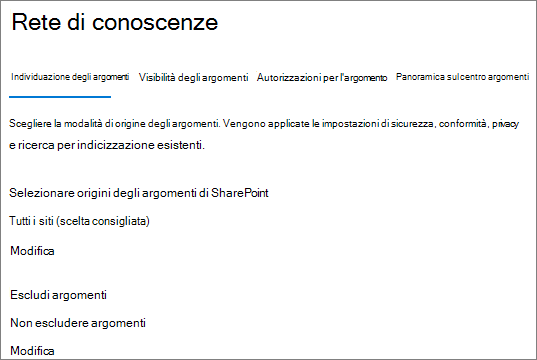 Rete di conoscenze
Individuazione degli argomenti Visibilità degli argomenti Autorizzazioni per l'argomento Panoramica sul centro argomenti
Scegliere la modalità di origine degli argomenti. Vengono applicate le impostazioni di sicurezza, conformità, privacy
e ricerca per indicizzazione esistenti.
Selezionare origini degli argomenti di SharePoint
Tutti i siti (scelta consigliata)
Modifica
Escludi argomenti
Non escludere argomenti
Modifica